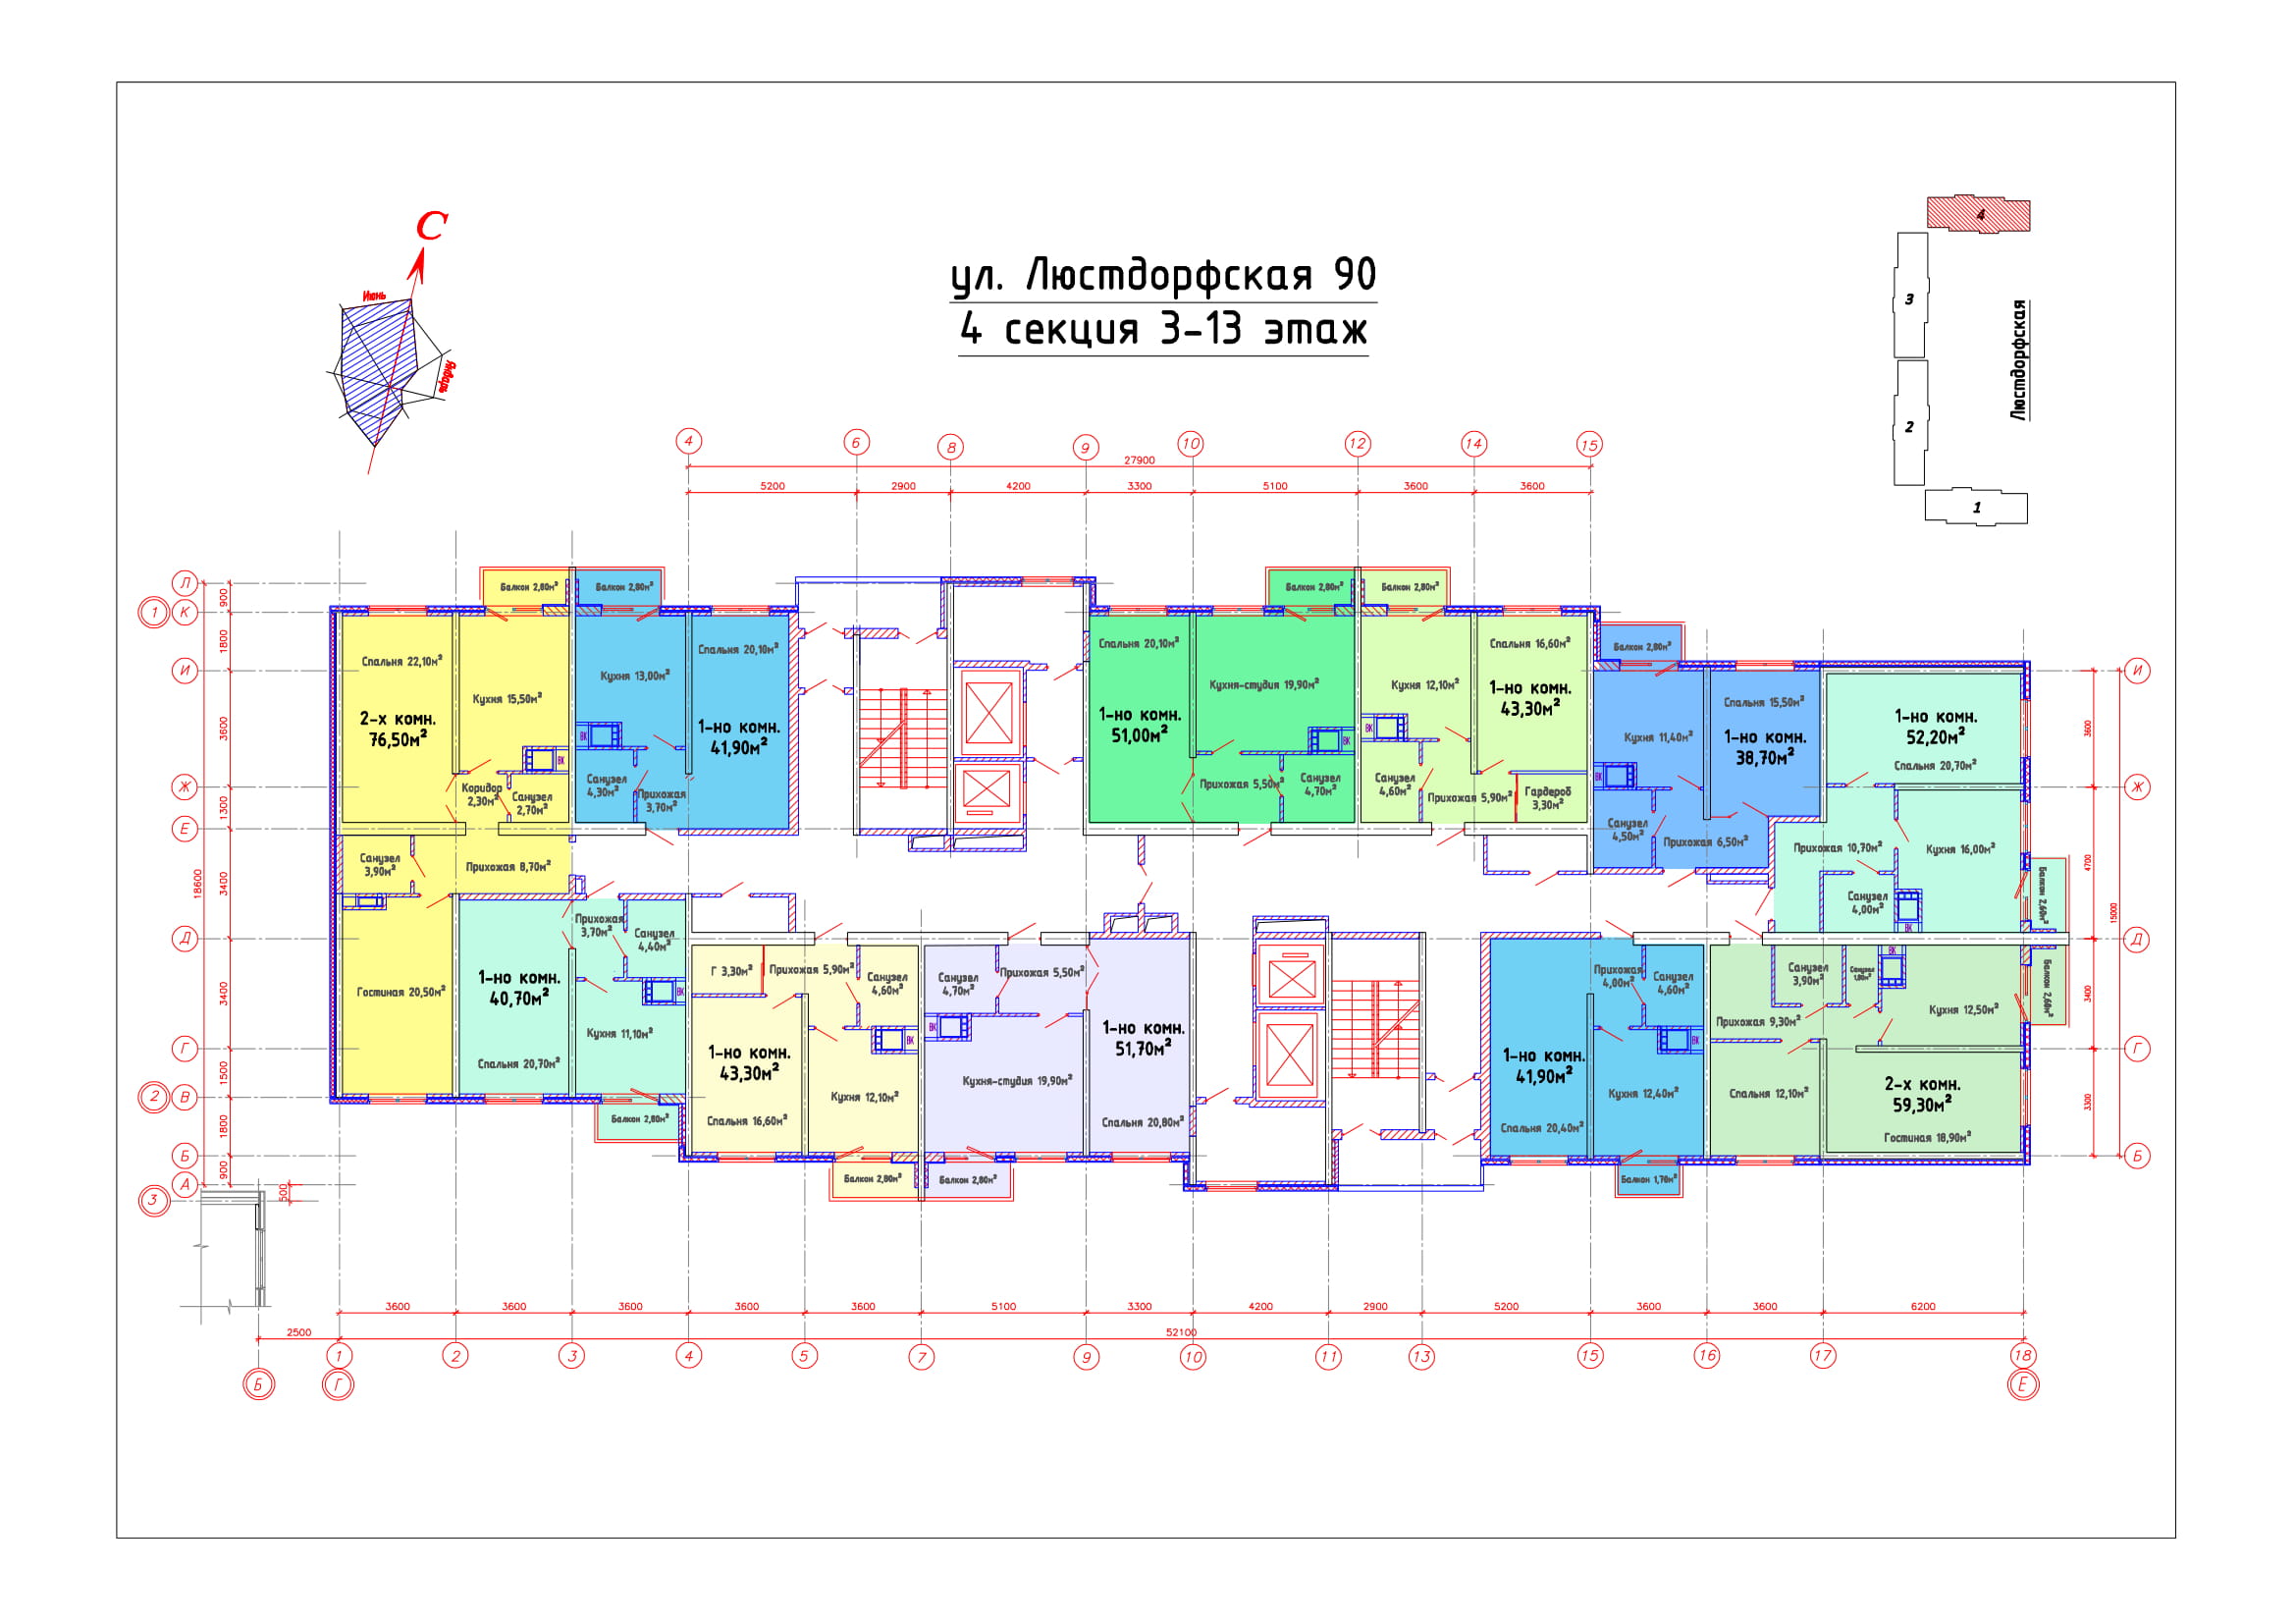 С
Июнь
Январь
ул. Люстдорфская 90
4 секция 3-13 этаж
4
3
2
1
Люстдорфская
4
6
8
9
10
12
14
15
27900
5200
2900
4200
3300
5100
3600
3600
Л
1
К
И
Ж
Е
Д
Г
2
В
Б
А
3
900
1800
3600
1300
3400
3400
1500
1800
900
18600
500
Балкон 2,80м²
Балкон 2,80м²
Балкон 2,80м²
Балкон 2,80м²
Балкон 2,80м²
Спальня 22,10м²
2-х комн.
76,50м²
Кухня 15,50м²
ВК
Коридор
2,30м²
Санузел
2,70м²
Санузел
3,90м²
Прихожая 8,70м²
Гостиная 20,50м²
Кухня 13,00м²
Спальня 20,10м²
1-но комн.
41,90м²
ВК
Санузел
4,30м²
Прихожая
3,70м²
Спальня 20,10м²
1-но комн.
51,00м²
Кухня-студия 19,90м²
ВК
Прихожая 5,50м²
Санузел
4,70м²
Кухня 12,10м²
Спальня 16,60м²
1-но комн.
43,30м²
ВК
Санузел
4,60м²
Прихожая 5,90м²
Гардероб
3,30м²
Кухня 11,40м²
Спальня 15,50м²
1-но комн.
38,70м²
ВК
Санузел
4,50м²
Прихожая 6,50м²
1-но комн.
52,20м²
Спальня 20,70м²
Прихожая 10,70м²
Кухня 16,00м²
Санузел
4,00м²
ВК
Балкон 2,60м²
Прихожая
3,70м²
Санузел
4,40м²
1-но комн.
40,70м²
ВК
Кухня 11,10м²
Спальня 20,70м²
Балкон 2,80м²
Г 3,30м²
Прихожая 5,90м²
Санузел
4,60м²
1-но комн.
43,30м²
ВК
Кухня 12,10м²
Спальня 16,60м²
Балкон 2,80м²
Санузел
4,70м²
Прихожая 5,50м²
ВК
1-но комн.
51,70м²
Кухня-студия 19,90м²
Спальня 20,80м²
Балкон 2,80м²
Прихожая
4,00м²
Санузел
4,60м²
1-но комн.
41,90м²
ВК
Кухня 12,40м²
Спальня 20,40м²
Балкон 1,70м²
Санузел
3,90м²
Санузел
1,80м²
ВК
Кухня 12,50м²
Прихожая 9,30м²
2-х комн.
59,30м²
Спальня 12,10м²
Гостиная 18,90м²
Балкон 2,60м²
И
Ж
Д
Г
Б
3600
4700
3400
3300
15000
3600
3600
3600
3600
3600
5100
3300
4200
2900
5200
3600
3600
6200
2500
52100
1
2
3
4
5
7
9
10
11
13
15
16
17
18
Б
Г
Е